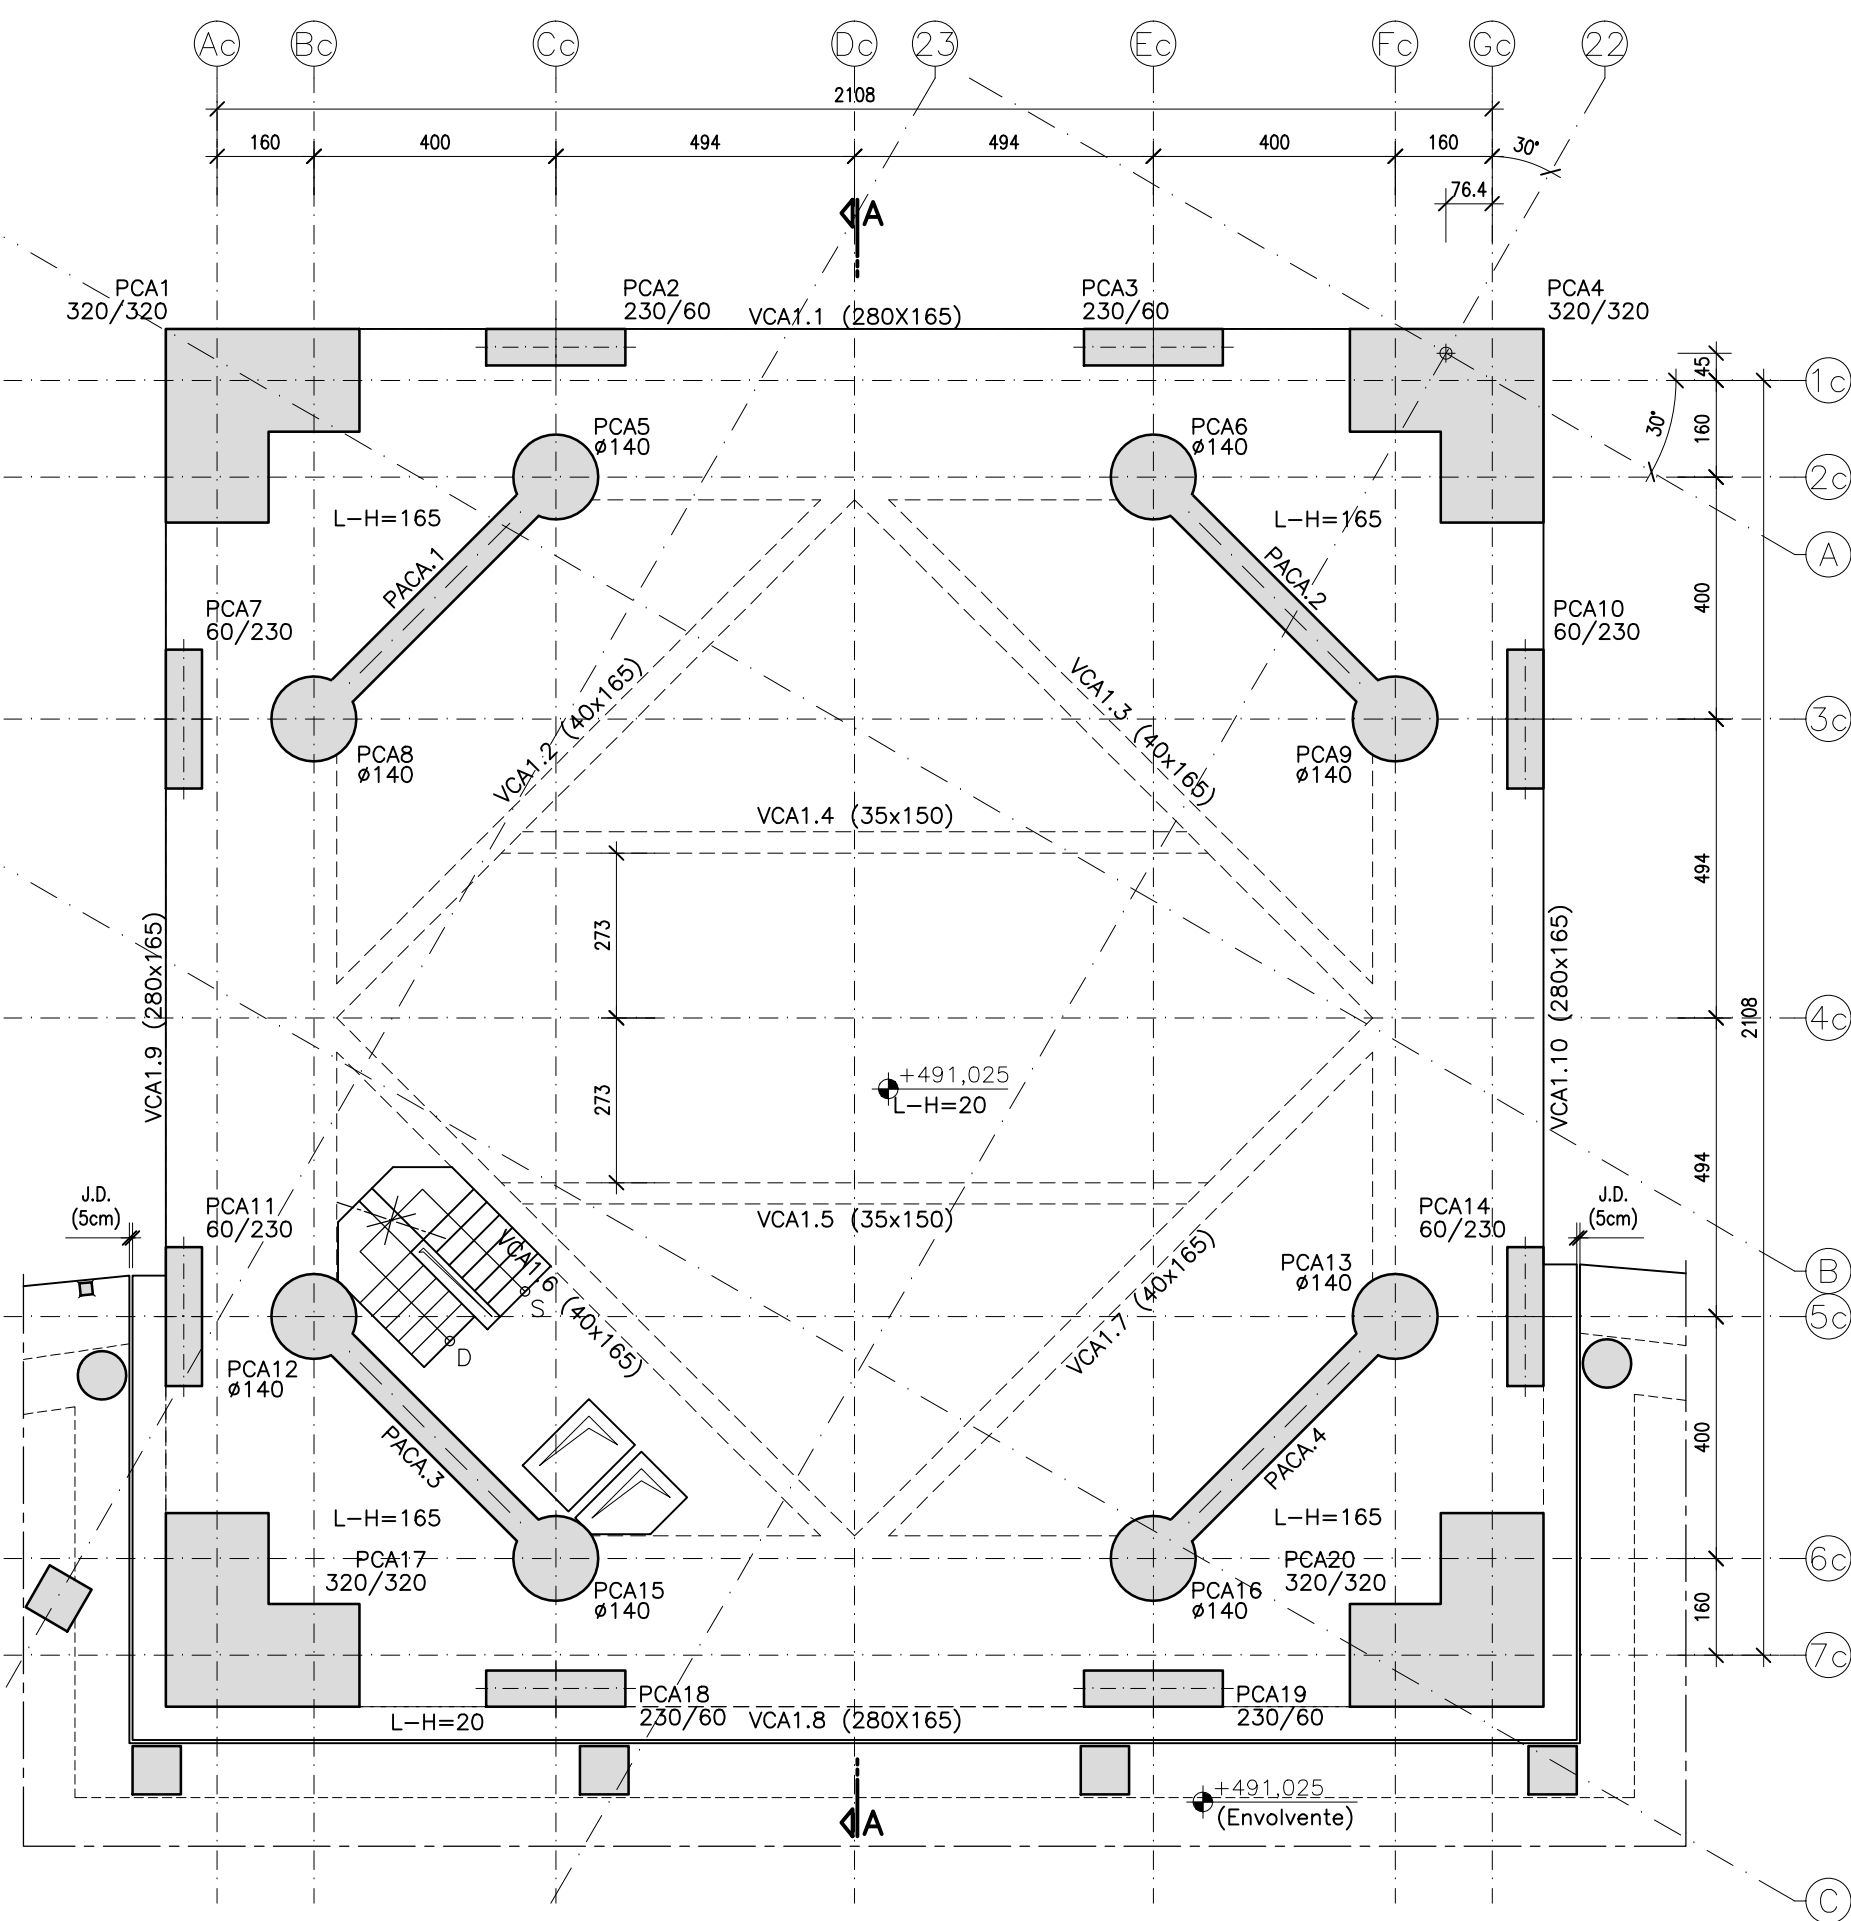 Ac Bc Cc Dc 23 Ec Fc Gc 22
2108
160 400 494 494 400 160 30°
76.4
A
PCA1
320/320
PCA2
230/60
VCA1.1 (280X165)
PCA3
230/60
PCA4
320/320
45
1c
PCA5
ø140
PCA6
ø140
30°
160
2c
L-H=165
L-H=165
A
PACA.1
PACA.2
400
PCA7
60/230
PCA10
60/230
VCA1.2 (40x165)
VCA1.3 (40x165)
3c
PCA8
ø140
PCA9
ø140
VCA1.4 (35x150)
494
273
VCA1.9 (280x165)
VCA1.10 (280x165)
4c
2108
+491,025
L-H=20
273
494
J.D.
(5cm)
PCA11
60/230
VCA1.5 (35x150)
PCA14
60/230
J.D.
(5cm)
VCA1.6 (40x165)
VCA1.7 (40x165)
PCA13
ø140
B
S
5c
D
PCA12
ø140
PACA.3
PACA.4
400
L-H=165
L-H=165
PCA17
320/320
PCA15
ø140
PCA16
ø140
PCA20
320/320
6c
160
7c
L-H=20
PCA18
230/60
VCA1.8 (280X165)
PCA19
230/60
+491,025
(Envolvente)
A
C